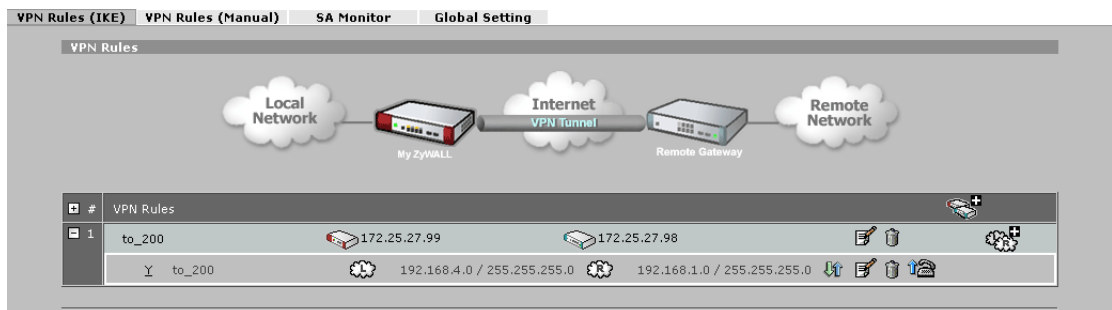 VPN Rules (IKE) VPN Rules (Manual) SA Monitor Global Setting
VPN Rules
Local
Network
Internet
VPN Tunnel
Remote
Network
My ZyWALL
Remote Gateway
# VPN Rules
1 to_200 172.25.27.99 172.25.27.98 R
Y to_200 L 192.168.4.0 / 255.255.255.0 R 192.168.1.0 / 255.255.255.0